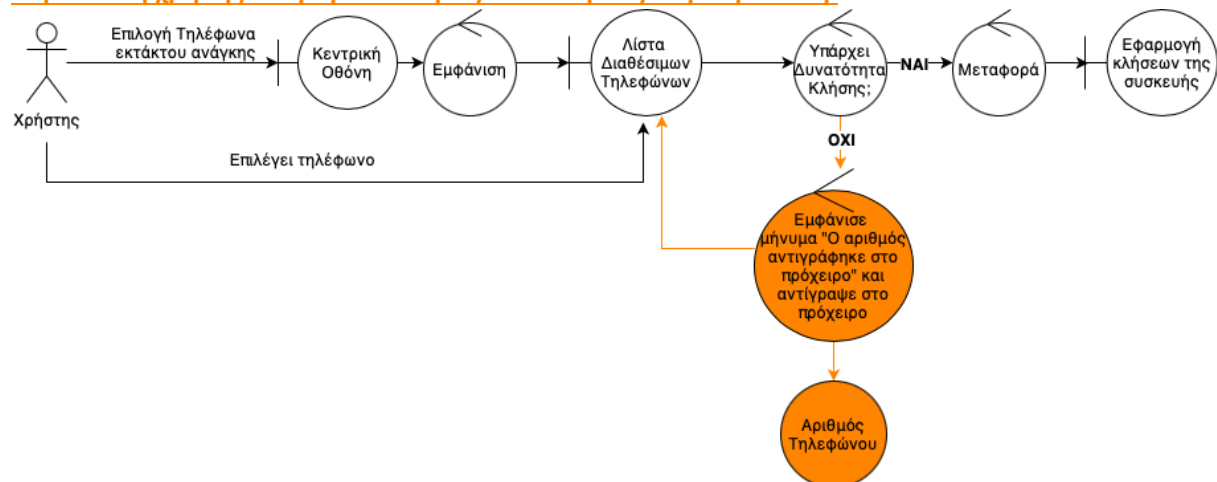 Επιλογή Τηλέφωνα
εκτάκτου ανάγκης
Χρήστης
Κεντρική
Οθόνη
Εμφάνιση
Λίστα
Διαθέσιμων
Τηλεφώνων
Υπάρχει
Δυνατότητα
Κλήσης;
ΝΑΙ
Μεταφορά
Εφαρμογή
κλήσεων της
συσκευής
ΟΧΙ
Επιλέγει τηλέφωνο
Εμφάνισε
μήνυμα "Ο αριθμός
αντιγράφηκε στο
πρόχειρο" και
αντίγραψε στο
πρόχειρο
Αριθμός
Τηλεφώνου